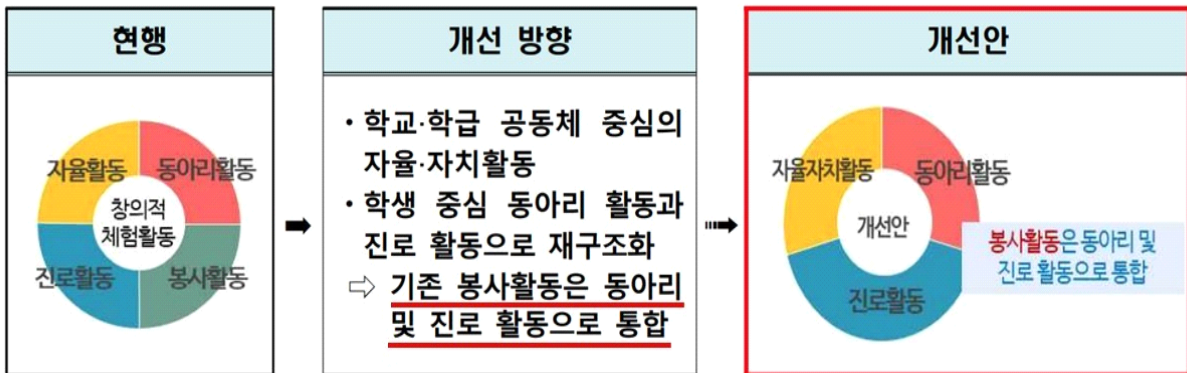 현행
자율활동
동아리활동
창의적
체험활동
진로활동
봉사활동
개선 방향
• 학교·학급 공동체 중심의
자율·자치활동
• 학생 중심 동아리 활동과
진로 활동으로 재구조화
⇨ 기존 봉사활동은 동아리
및 진로 활동으로 통합
개선안
자율자치활동
동아리활동
개선안
진로활동
봉사활동은 동아리 및
진로 활동으로 통합